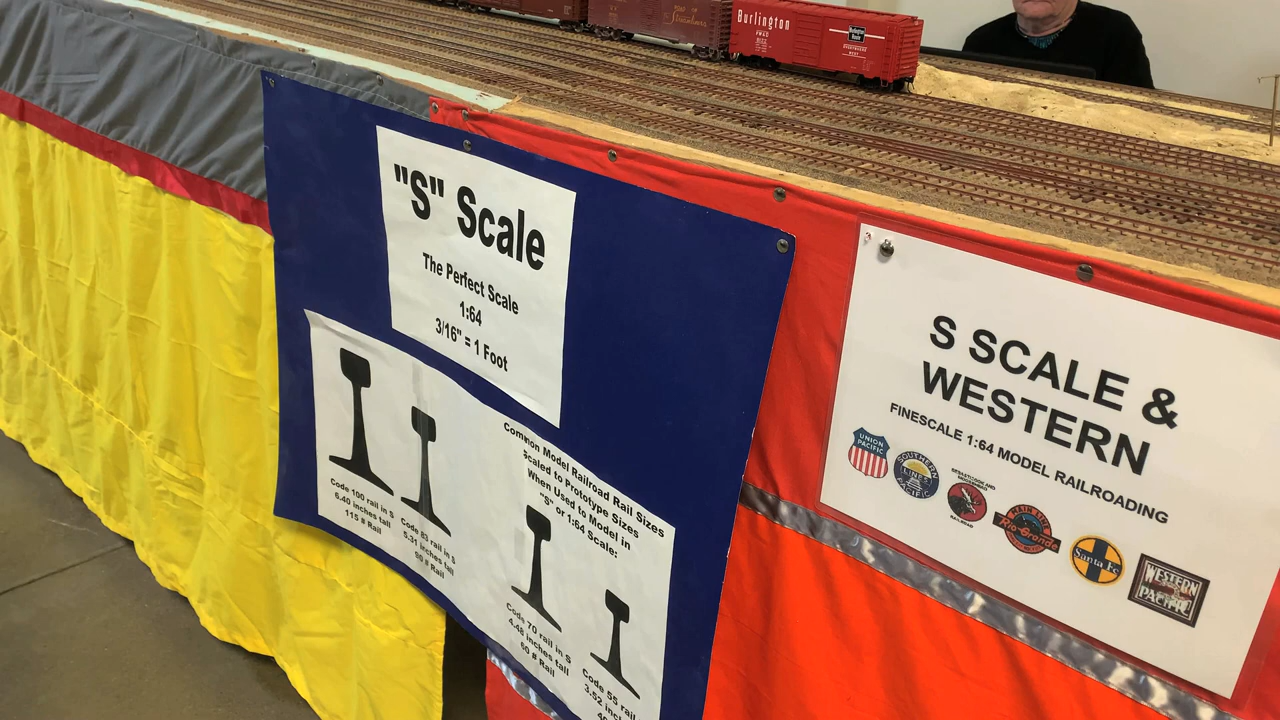 Burlington
"S" Scale
The Perfect Scale
1:64
3/16" = 1 Foot
Common Model Railroad Rail Sizes
Scaled to Prototype Sizes
When Used to Model in
"S" or 1:64 Scale:
Code 100 rail in S
6.40 inches tall
115 # Rail
Code 83 rail in S
5.31 inches tall
90 # Rail
Code 70 rail in S
4.48 inches tall
60 # Rail
Code 55 rail
3.52
S SCALE &
WESTERN
FINESCALE 1:64 MODEL RAILROADING
UNION
PACIFIC
SOUTHERN
LINES
PACIFIC
RAILROAD
MAIN LINE
Rio Grande
Santa Fe
WESTERN
PACIFIC